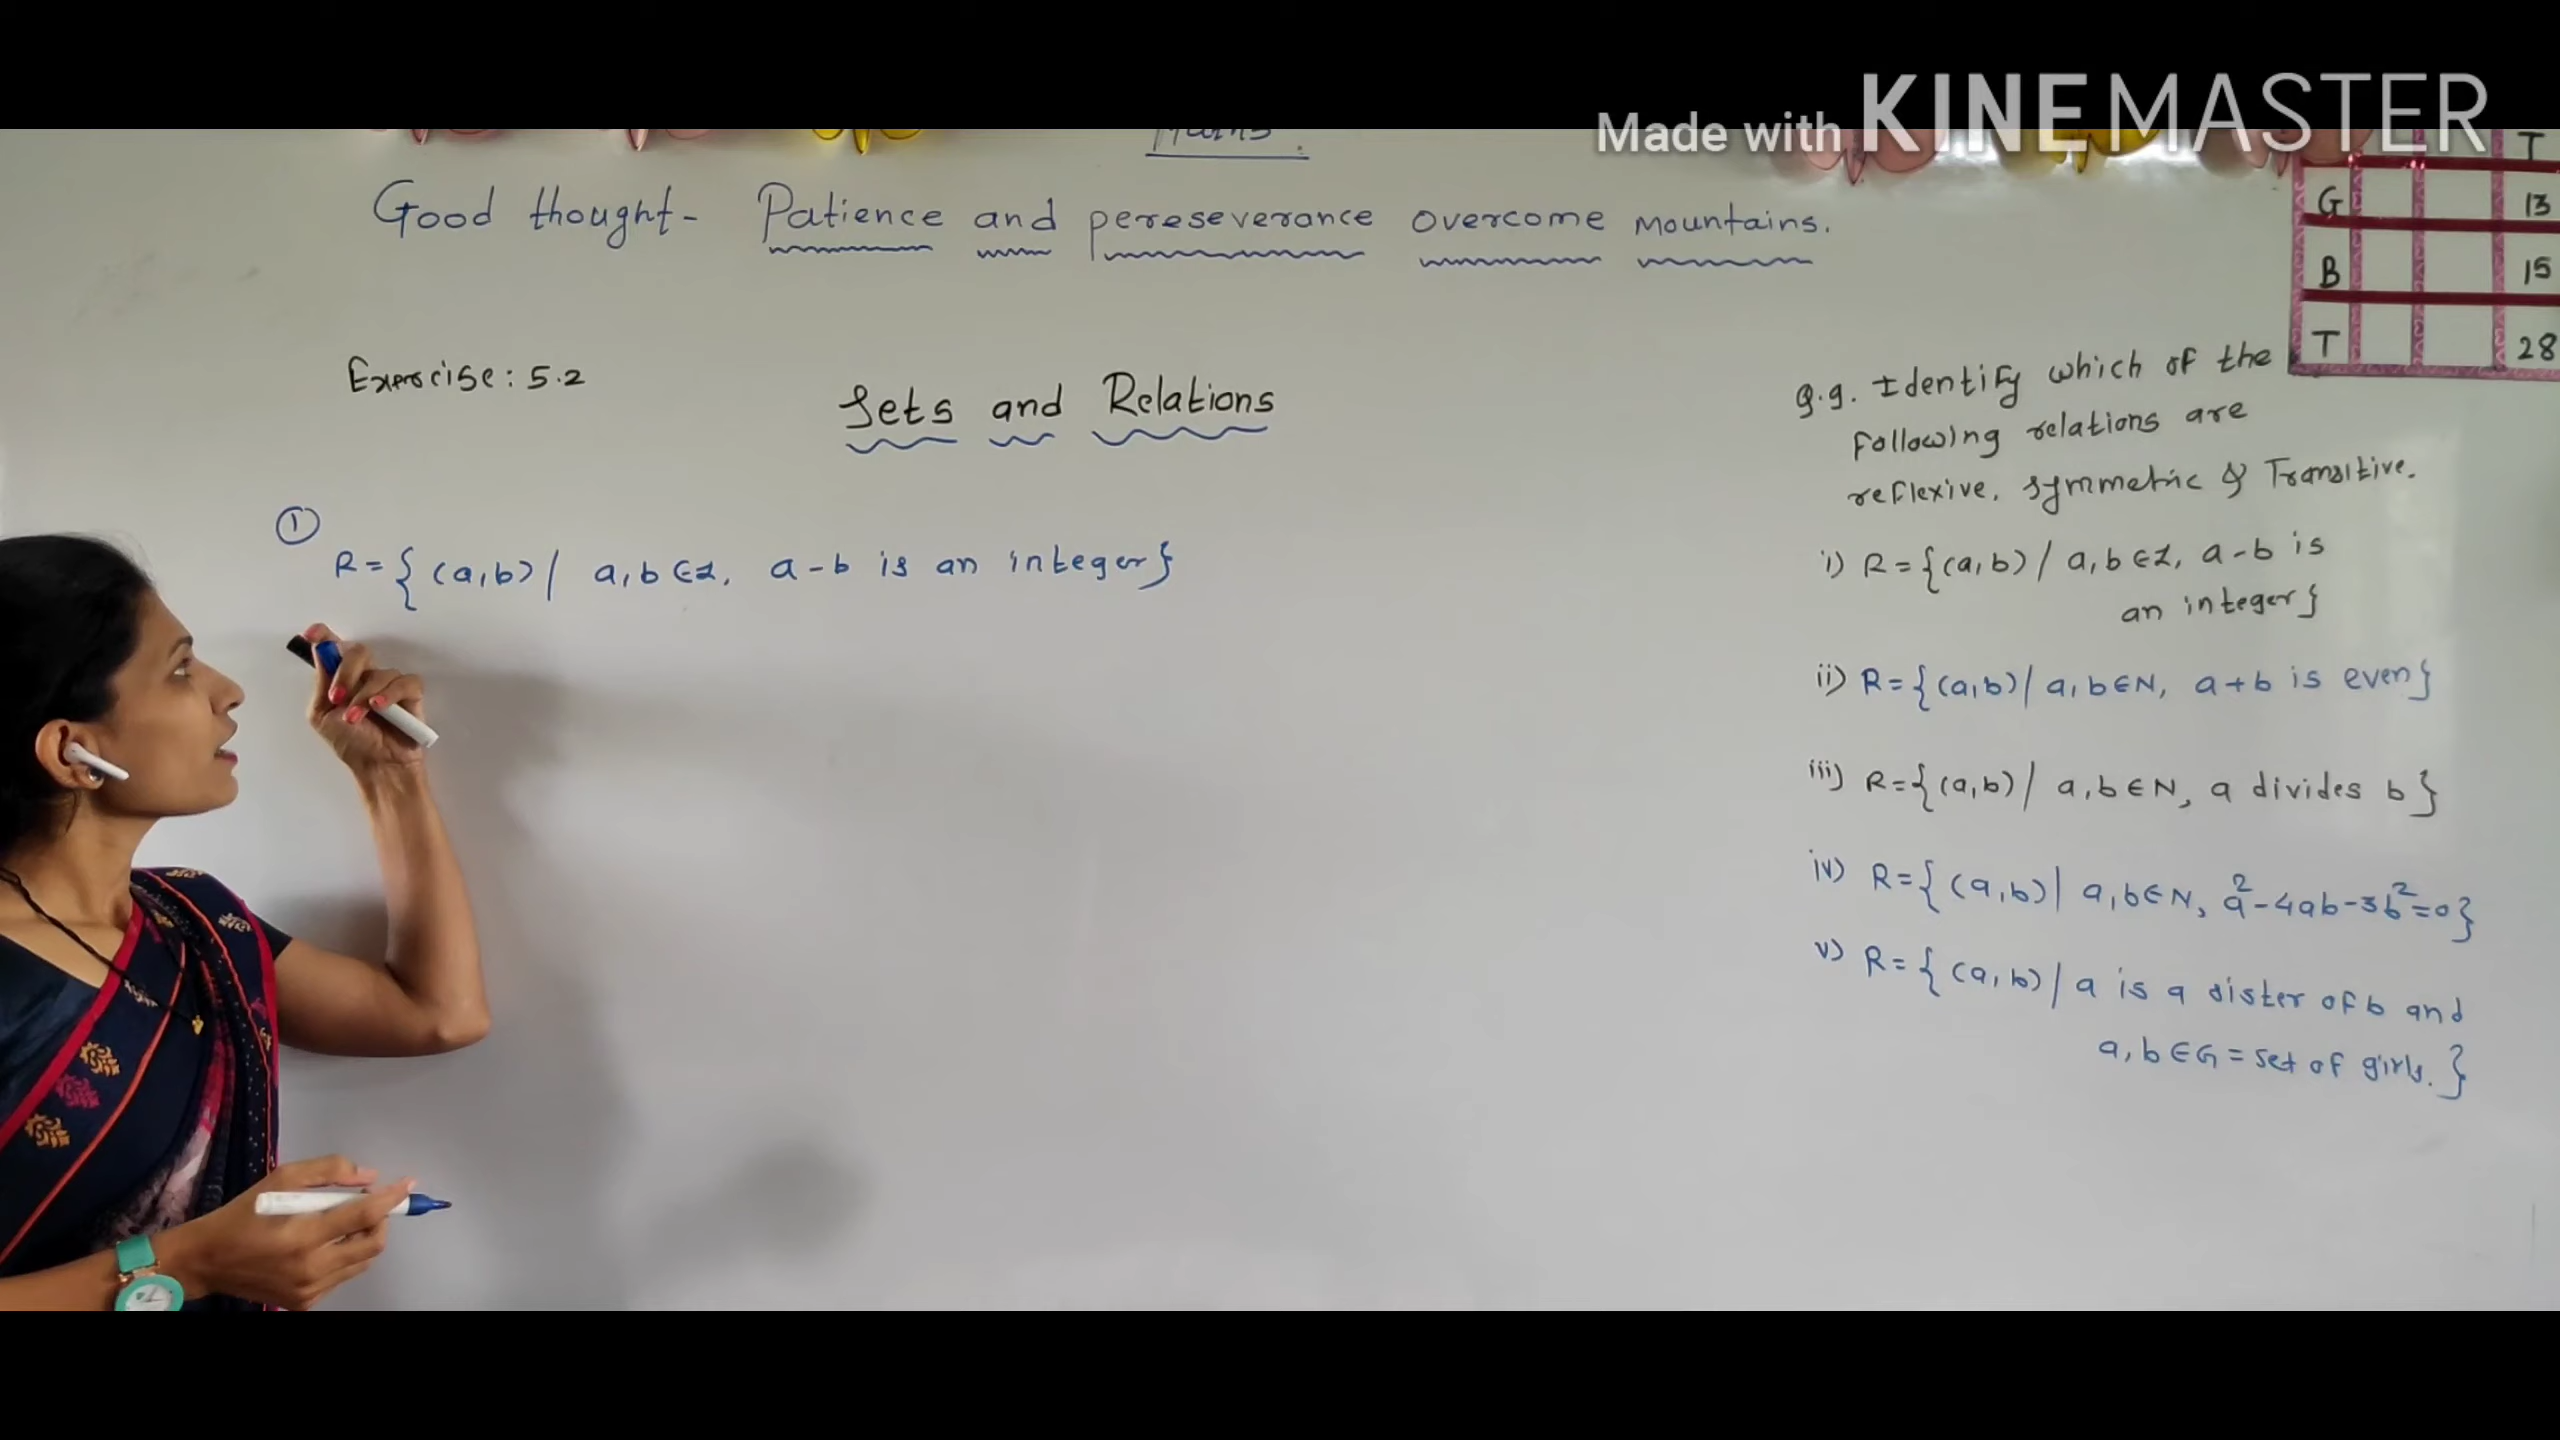 Made with KINEMASTER
Good thought- Patience and pereseverance overcome mountains.
T
G 13
B 15
T 28
Exercise: 5.2
Sets and Relations
①
R={(a,b)/ a,b∈Z, a-b is an integer}
Q.9. Identify which of the
following relations are
reflexive, symmetric & Transitive.
i) R={(a,b)/ a,b∈Z, a-b is
an integer}
ii) R={(a,b)/ a,b∈N, a+b is even}
iii) R={(a,b)/ a,b∈N, a divides b}
iv) R={(a,b)| a,b∈N, a²-4ab-3b²=0}
v) R={(a,b)/ a is a sister of b and
a,b∈G=set of girls.}